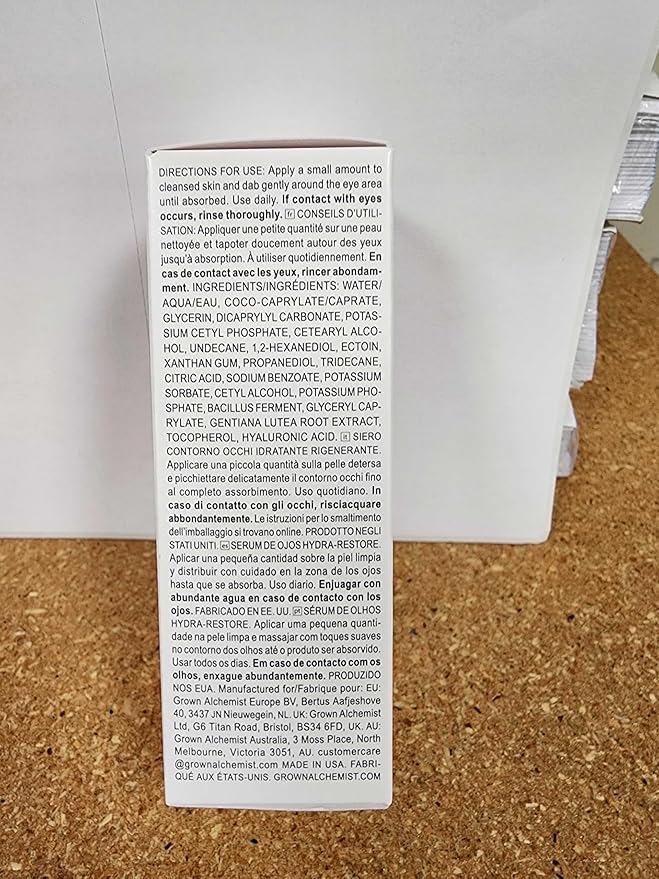 DIRECTIONS FOR USE: Apply a small amount to
cleansed skin and dab gently around the eye area
until absorbed. Use daily. If contact with eyes
occurs, rinse thoroughly. fr CONSEILS D'UTILI-
SATION: Appliquer une petite quantité sur une peau
nettoyée et tapoter doucement autour des yeux
jusqu'à absorption. À utiliser quotidiennement. En
cas de contact avec les yeux, rincer abondam-
ment. INGREDIENTS/INGRÉDIENTS: WATER/
AQUA/EAU, COCO-CAPRYLATE/CAPRATE,
GLYCERIN, DICAPRYLYL CARBONATE, POTAS-
SIUM CETYL PHOSPHATE, CETEARYL ALCO-
HOL, UNDECANE, 1,2-HEXANEDIOL, ECTOIN,
XANTHAN GUM, PROPANEDIOL, TRIDECANE,
CITRIC ACID, SODIUM BENZOATE, POTASSIUM
SORBATE, CETYL ALCOHOL, POTASSIUM PHO-
SPHATE, BACILLUS FERMENT, GLYCERYL CAP-
RYLATE, GENTIANA LUTEA ROOT EXTRACT,
TOCOPHEROL, HYALURONIC ACID. it SIERO
CONTORNO OCCHI IDRATANTE RIGENERANTE.
Applicare una piccola quantità sulla pelle detersa
e picchiettare delicatamente il contorno occhi fino
al completo assorbimento. Uso quotidiano. In
caso di contatto con gli occhi, risciacquare
abbondantemente. Le istruzioni per lo smaltimento
dell'imballaggio si trovano online. PRODOTTO NEGLI
STATI UNITI. es SERUM DE OJOS HYDRA-RESTORE.
Aplicar una pequeña cantidad sobre la piel limpia
y distribuir con cuidado en la zona de los ojos
hasta que se absorba. Uso diario. Enjuagar con
abundante agua en caso de contacto con los
ojos. FABRICADO EN EE. UU. pt SÉRUM DE OLHOS
HYDRA-RESTORE. Aplicar uma pequena quanti-
dade na pele limpa e massajar com toques suaves
no contorno dos olhos até o produto ser absorvido.
Usar todos os dias. Em caso de contacto com os
olhos, enxague abundantemente. PRODUZIDO
NOS EUA. Manufactured for/Fabriqué pour: EU:
Grown Alchemist Europe BV, Bertus Aafjeshove
40, 3437 JN Nieuwegein, NL. UK: Grown Alchemist
Ltd, G6 Titan Road, Bristol, BS34 6FD, UK. AU:
Grown Alchemist Australia, 3 Moss Place, North
Melbourne, Victoria 3051, AU. customercare
@grownalchemist.com MADE IN USA. FABRI-
QUÉ AUX ÉTATS-UNIS. GROWNALCHEMIST.COM